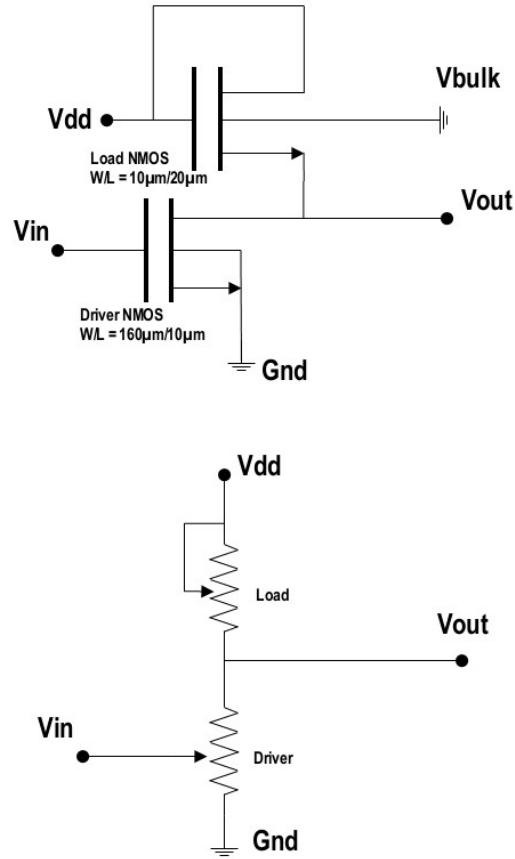 Vbulk
Vdd
Load NMOS
W/L = 10µm/20µm
Vin
Vout
Driver NMOS
W/L = 160µm/10µm
Gnd
Vdd
Load
Vout
Vin
Driver
Gnd